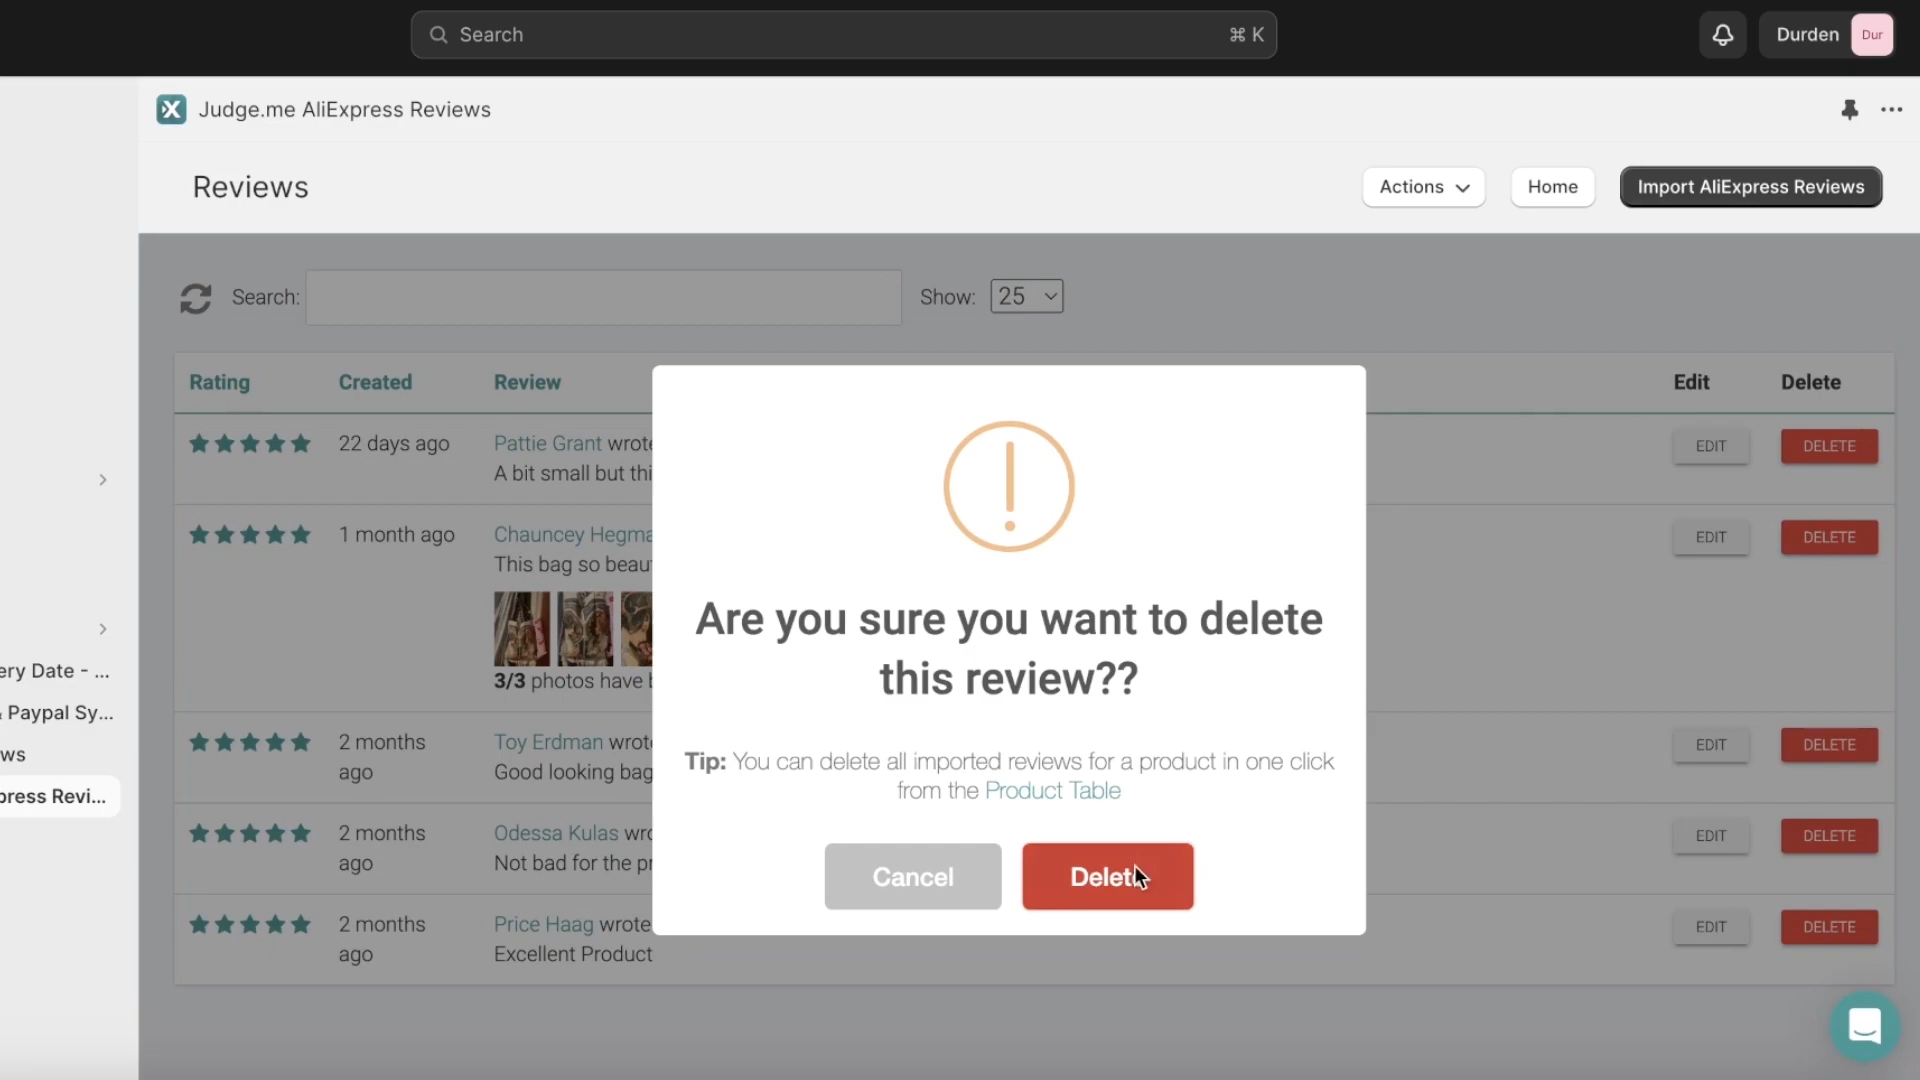 Search
⌘ K
Durden
Dur
Judge.me AliExpress Reviews
Reviews
Actions
Home
Import AliExpress Reviews
Search:
Show:
25
Rating
Created
Review
Edit
Delete
22 days ago
Pattie Grant wrote
A bit small but thi
EDIT
DELETE
1 month ago
Chauncey Hegma
This bag so beau
3/3 photos have b
EDIT
DELETE
2 months
ago
Toy Erdman wrote
Good looking bag
EDIT
DELETE
2 months
ago
Odessa Kulas wro
Not bad for the pr
EDIT
DELETE
2 months
ago
Price Haag wrote
Excellent Product
EDIT
DELETE
Are you sure you want to delete
this review??
Tip: You can delete all imported reviews for a product in one click
from the Product Table
Cancel
Delete
ery Date - ...
Paypal Sy...
ws
press Revi...